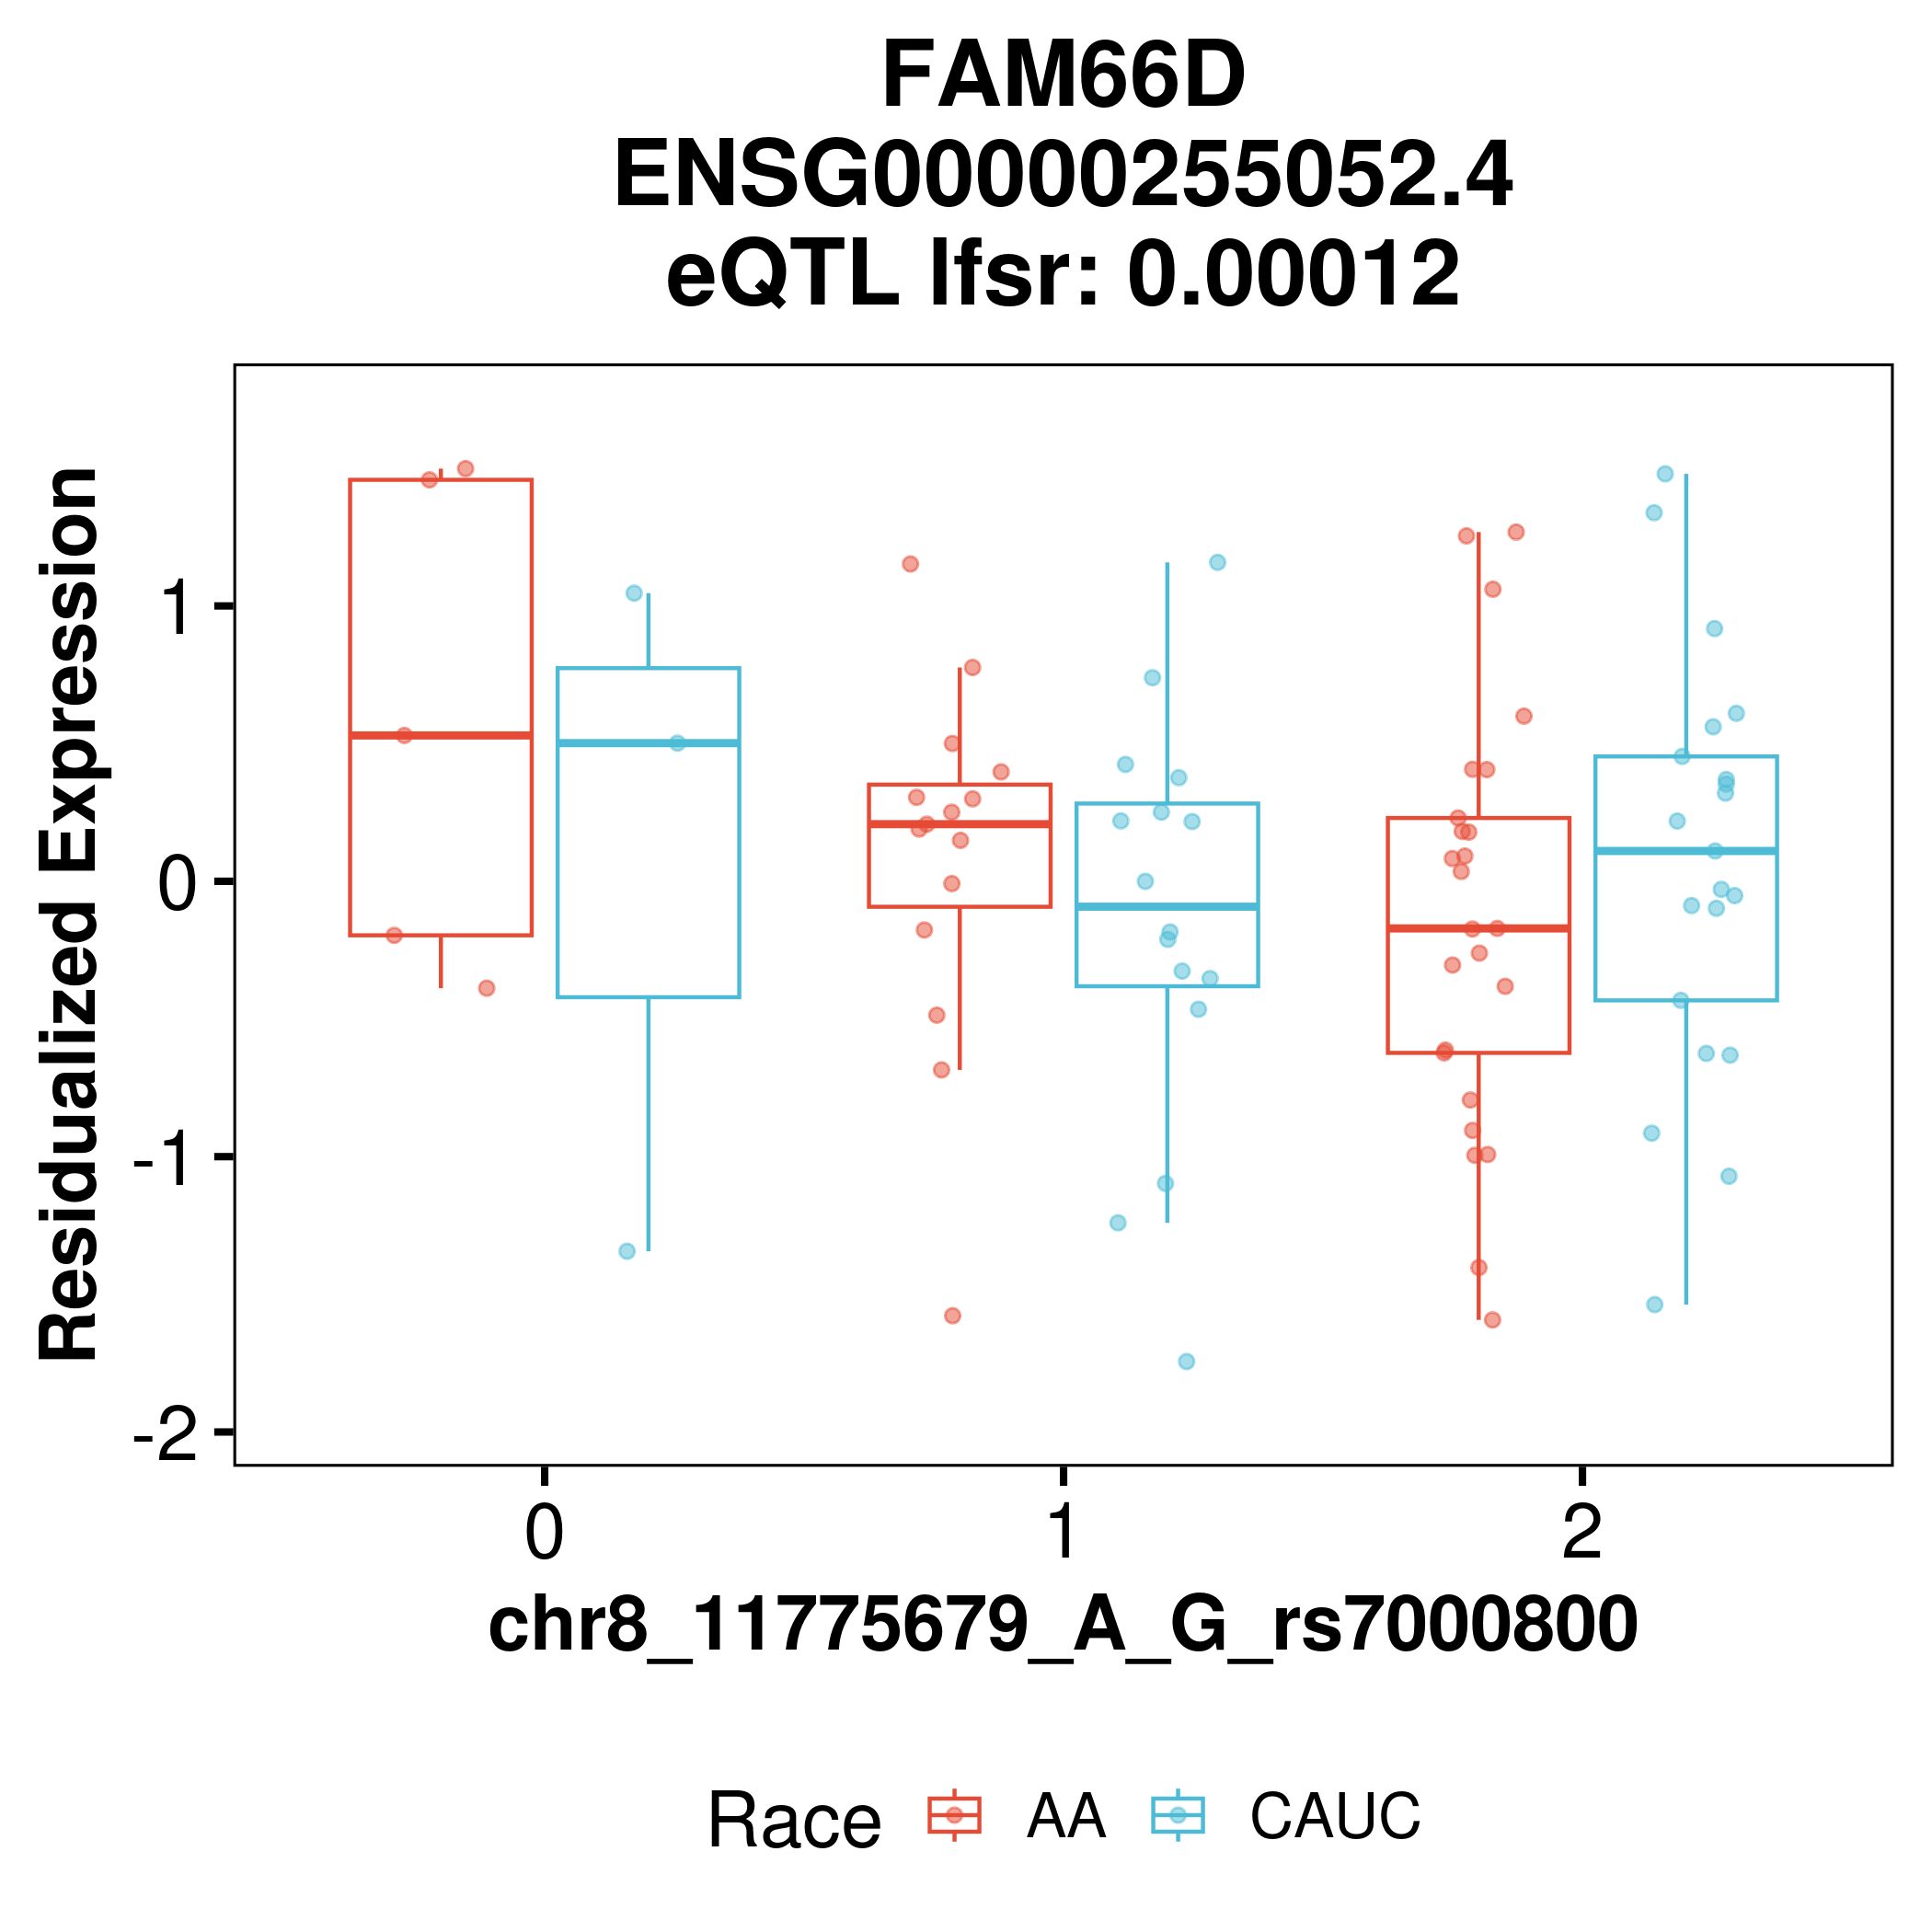 FAM66D
ENSG00000255052.4
eQTL lfsr: 0.00012
Residualized Expression
1
0
-1
-2
0
1
2
chr8_11775679_A_G_rs7000800
Race AA CAUC